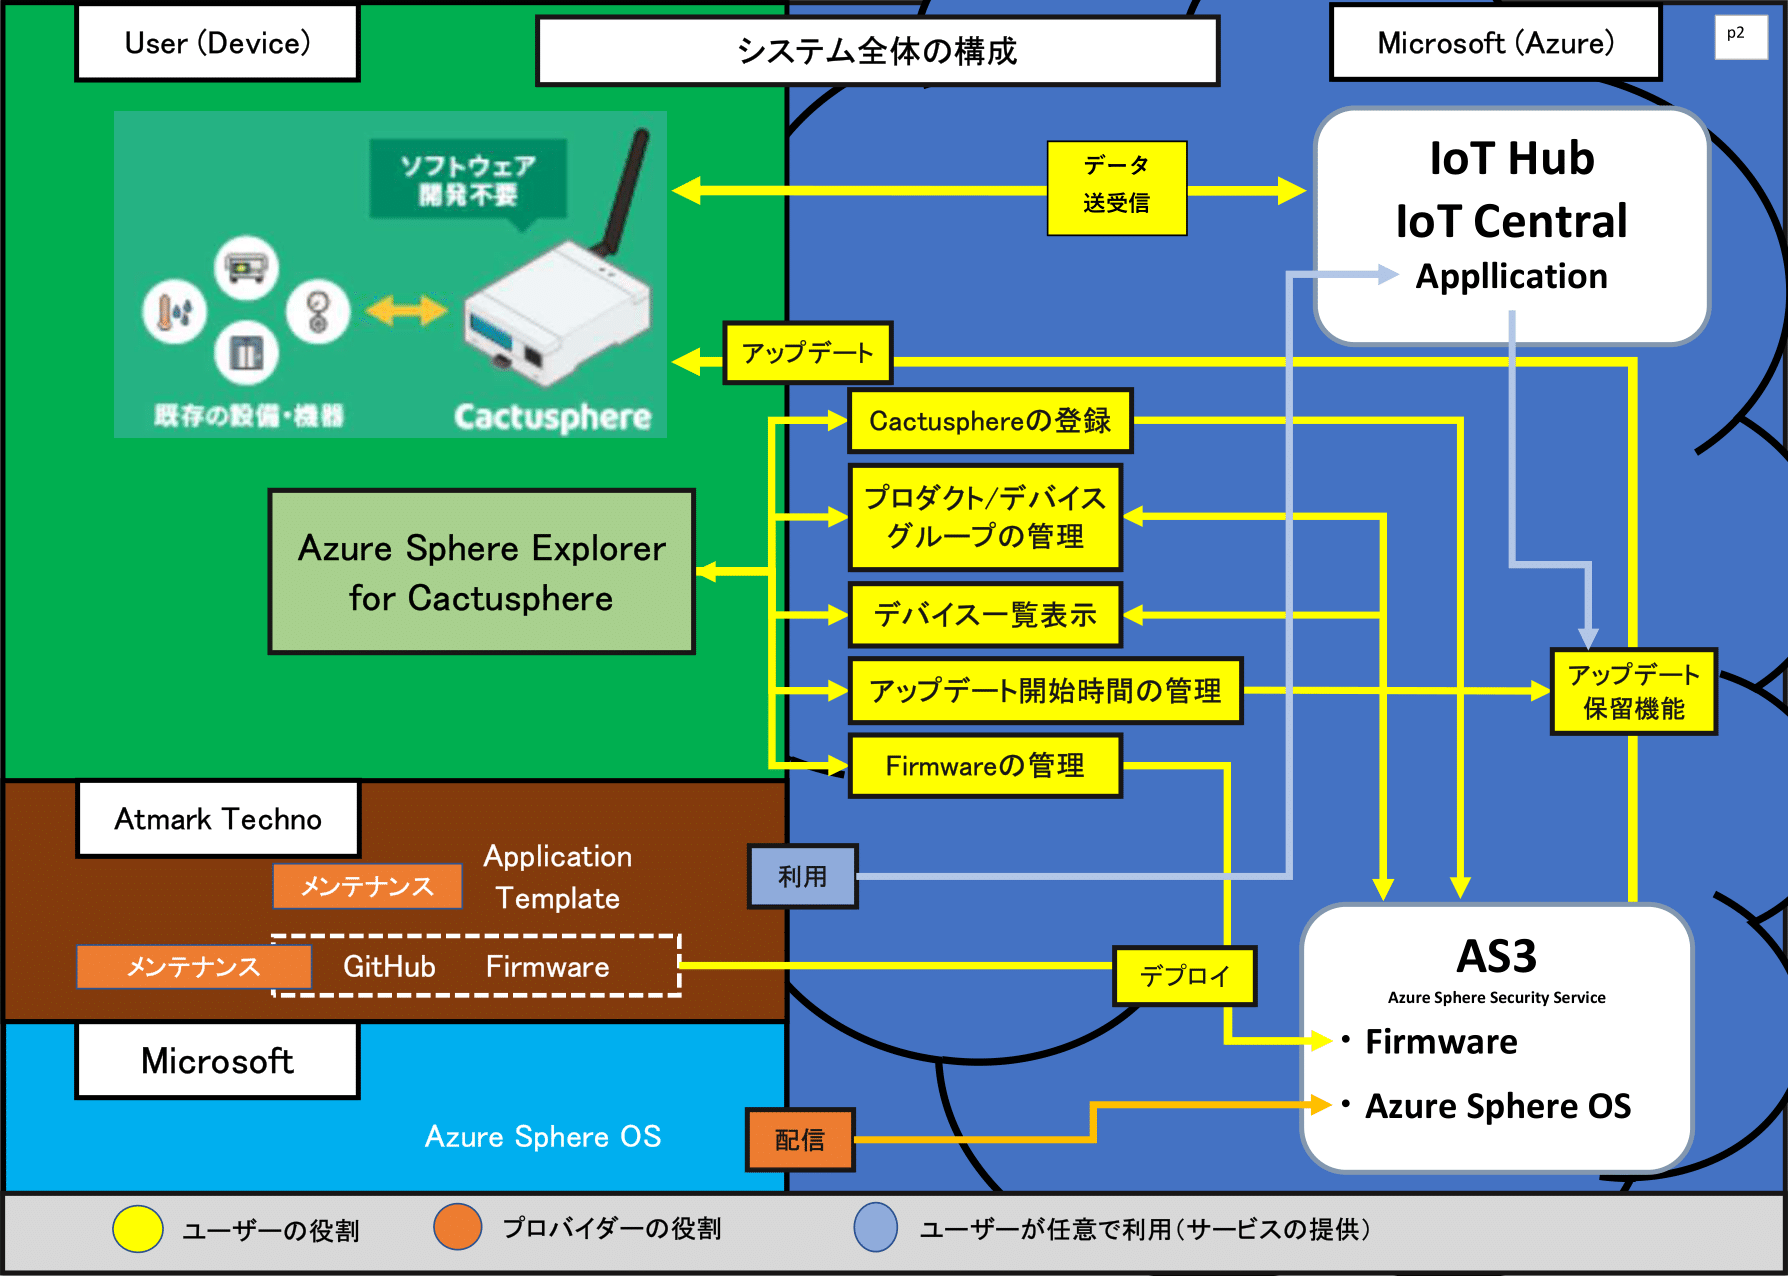 User (Device)
システム全体の構成
Microsoft (Azure)
p2
ソフトウェア
開発不要
既存の設備・機器
Cactusphere
データ
送受信
IoT Hub
IoT Central
Appllication
アップデート
Cactusphereの登録
プロダクト/デバイス
グループの管理
Azure Sphere Explorer
for Cactusphere
デバイス一覧表示
アップデート開始時間の管理
アップデート
保留機能
Firmwareの管理
Atmark Techno
メンテナンス
Application
Template
利用
メンテナンス
GitHub Firmware
デプロイ
AS3
Azure Sphere Security Service
・Firmware
・Azure Sphere OS
Microsoft
Azure Sphere OS
配信
ユーザーの役割
プロバイダーの役割
ユーザーが任意で利用(サービスの提供)